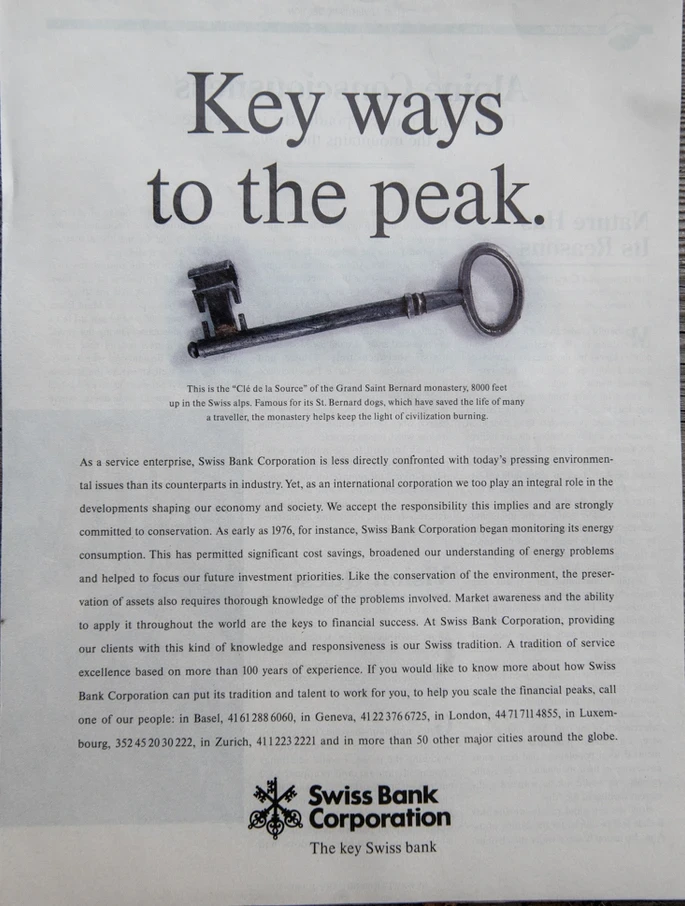 Key ways
to the peak.
This is the “Clé de la Source” of the Grand Saint Bernard monastery, 8000 feet
up in the Swiss alps. Famous for its St. Bernard dogs, which have saved the life of many
a traveller, the monastery helps keep the light of civilization burning.
As a service enterprise, Swiss Bank Corporation is less directly confronted with today’s pressing environmen-
tal issues than its counterparts in industry. Yet, as an international corporation we too play an integral role in the
developments shaping our economy and society. We accept the responsibility this implies and are strongly
committed to conservation. As early as 1976, for instance, Swiss Bank Corporation began monitoring its energy
consumption. This has permitted significant cost savings, broadened our understanding of energy problems
and helped to focus our future investment priorities. Like the conservation of the environment, the preser-
vation of assets also requires thorough knowledge of the problems involved. Market awareness and the ability
to apply it throughout the world are the keys to financial success. At Swiss Bank Corporation, providing
our clients with this kind of knowledge and responsiveness is our Swiss tradition. A tradition of service
excellence based on more than 100 years of experience. If you would like to know more about how Swiss
Bank Corporation can put its tradition and talent to work for you, to help you scale the financial peaks, call
one of our people: in Basel, 41 61 288 60 60, in Geneva, 41 22 376 67 25, in London, 44 71 711 48 55, in Luxem-
bourg, 352 45 20 30 222, in Zurich, 41 1 223 22 21 and in more than 50 other major cities around the globe.
Swiss Bank
Corporation
The key Swiss bank